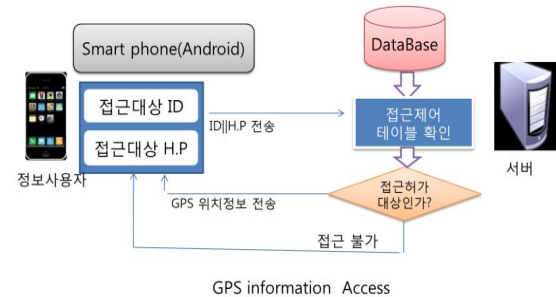 Smart phone(Android)
DataBase
접근대상 ID
접근대상 H.P
ID||H.P 전송
접근제어
테이블 확인
정보사용자
서버
접근허가
대상인가?
GPS 위치정보 전송
접근 불가
GPS information Access